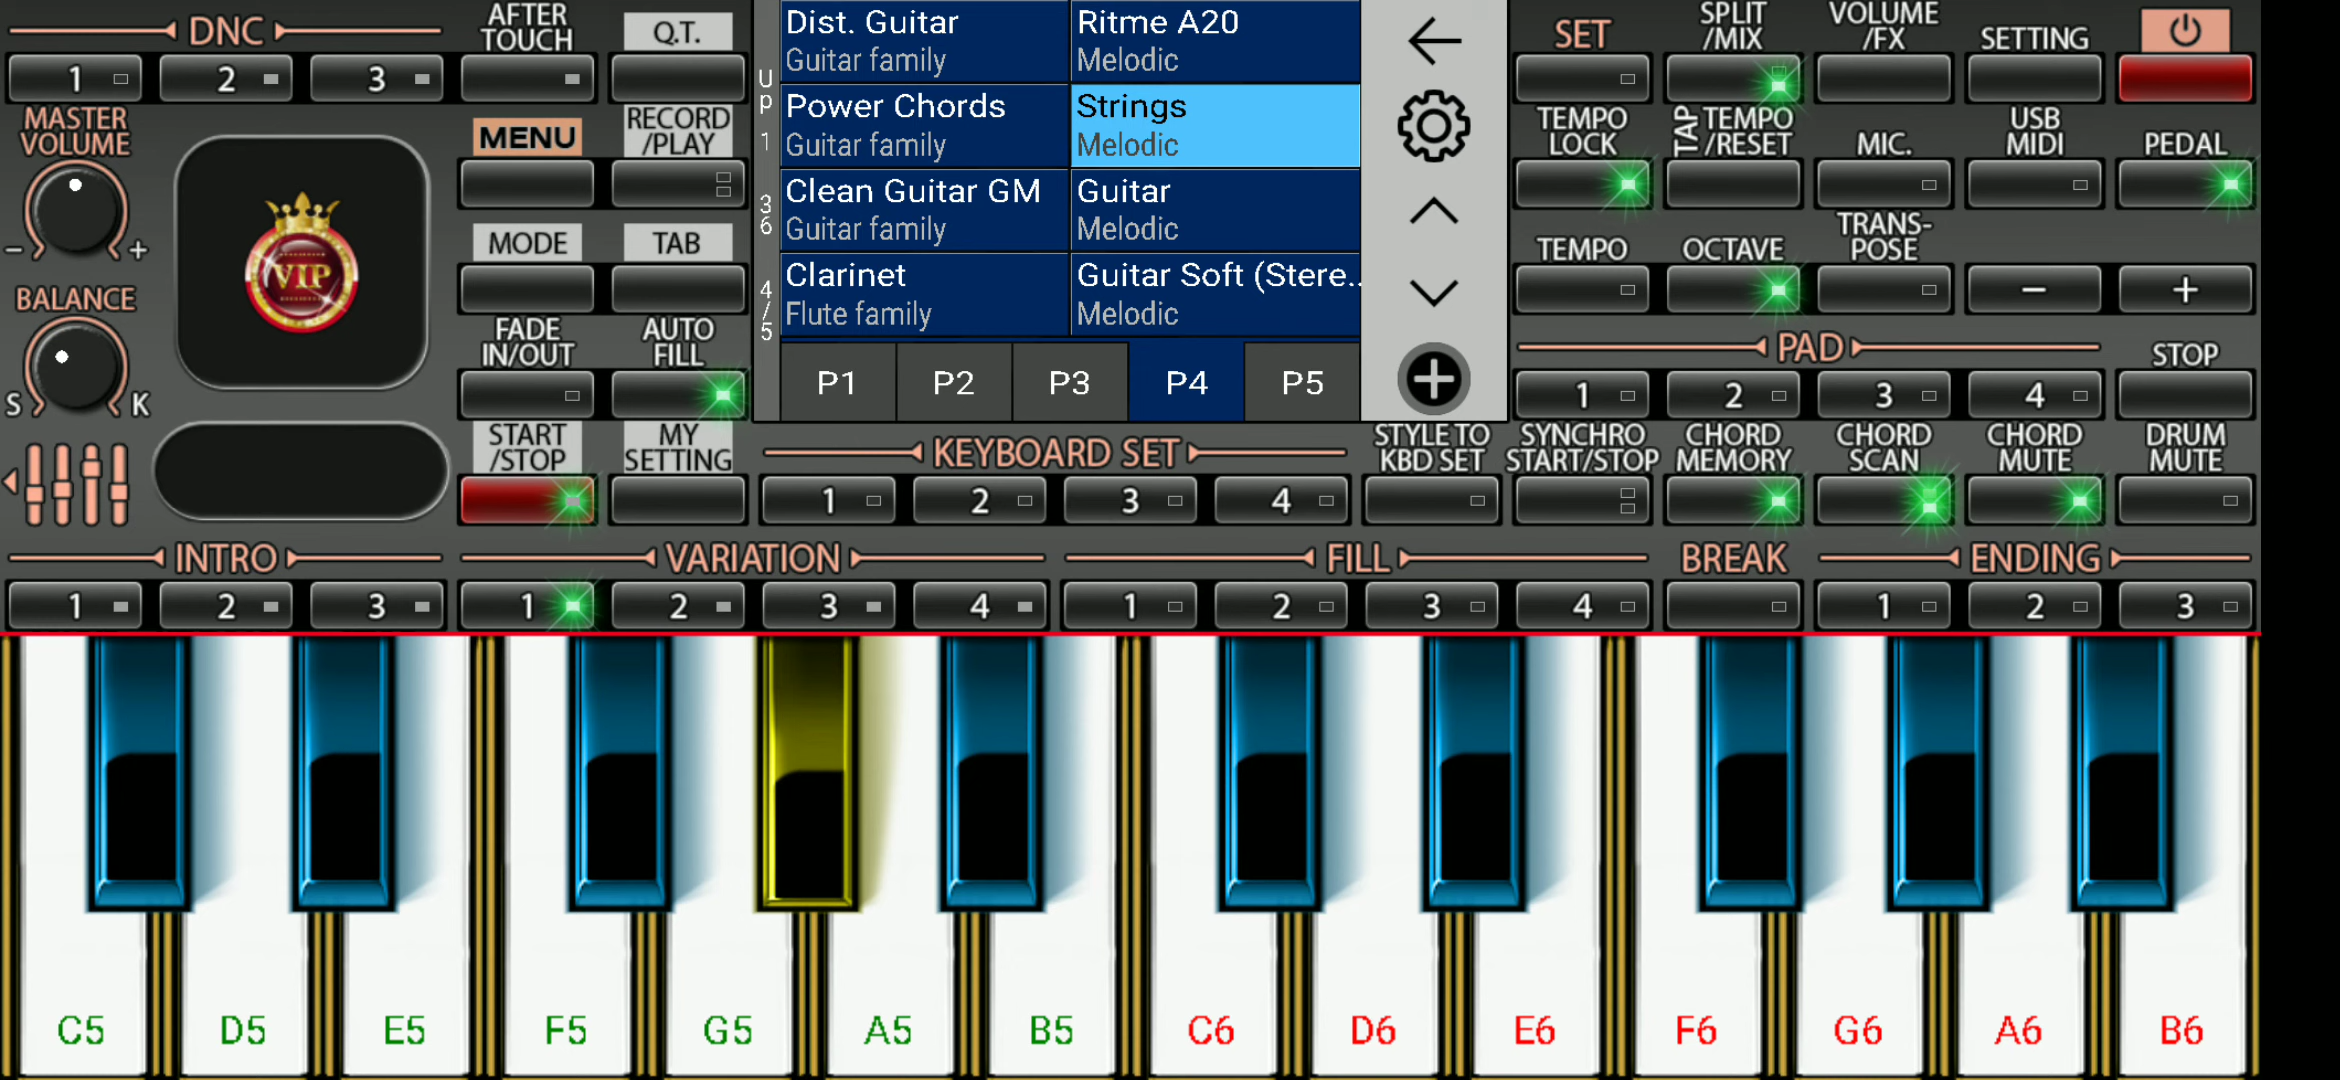 DNC
1
2
3
AFTER
TOUCH
Q.T.
MASTER
VOLUME
MENU
RECORD
/PLAY
MODE
TAB
BALANCE
S
K
VIP
FADE
IN/OUT
AUTO
FILL
START
/STOP
MY
SETTING
Up 1
36
4/5
Dist. Guitar
Guitar family
Ritme A20
Melodic
Power Chords
Guitar family
Strings
Melodic
Clean Guitar GM
Guitar family
Guitar
Melodic
Clarinet
Flute family
Guitar Soft (Stere..
Melodic
P1
P2
P3
P4
P5
SET
SPLIT
/MIX
VOLUME
/FX
SETTING
TEMPO
LOCK
TAP
TEMPO
/RESET
MIC.
USB
MIDI
PEDAL
TEMPO
OCTAVE
TRANS-
POSE
−
+
PAD
STOP
1
2
3
4
KEYBOARD SET
1
2
3
4
STYLE TO
KBD SET
SYNCHRO
START/STOP
CHORD
MEMORY
CHORD
SCAN
CHORD
MUTE
DRUM
MUTE
INTRO
1
2
3
VARIATION
1
2
3
4
FILL
1
2
3
4
BREAK
ENDING
1
2
3
C5
D5
E5
F5
G5
A5
B5
C6
D6
E6
F6
G6
A6
B6